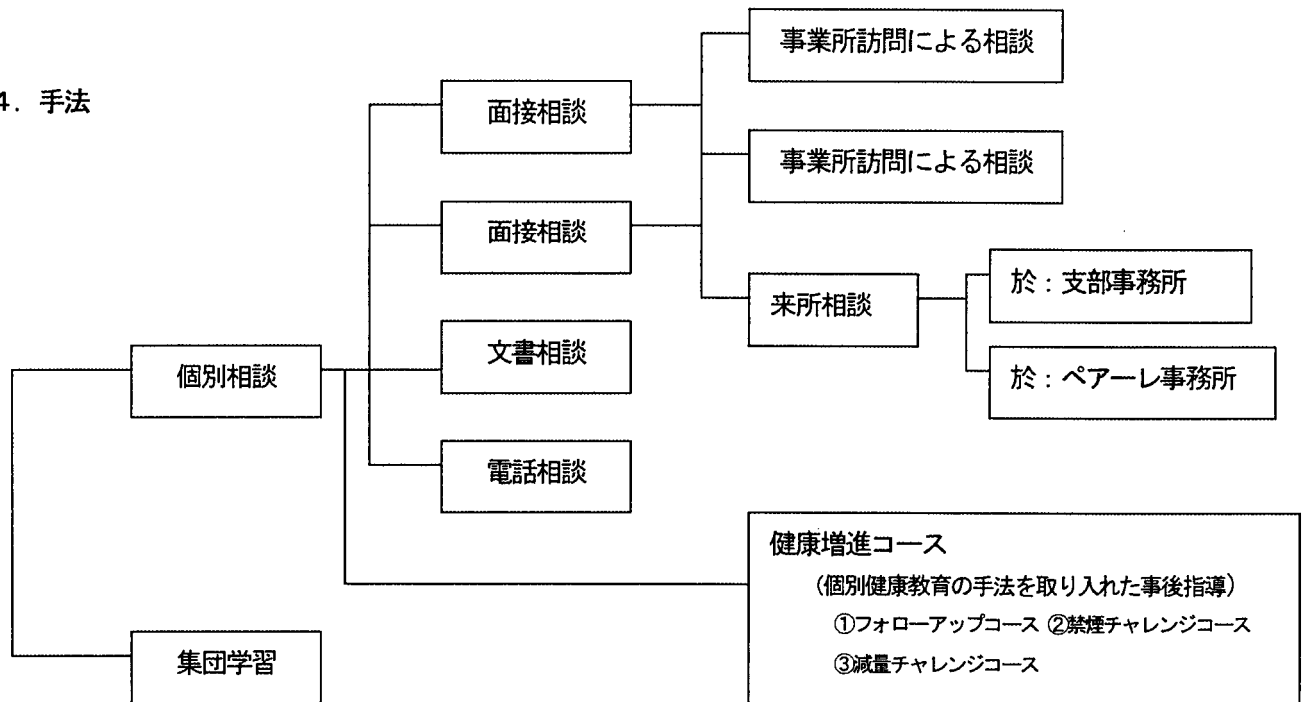 4. 手法
事業所訪問による相談
面接相談
事業所訪問による相談
面接相談
来所相談
於：支部事務所
於：ペアーレ事務所
文書相談
個別相談
電話相談
健康増進コース
（個別健康教育の手法を取り入れた事後指導）
①フォローアップコース ②禁煙チャレンジコース
③減量チャレンジコース
集団学習